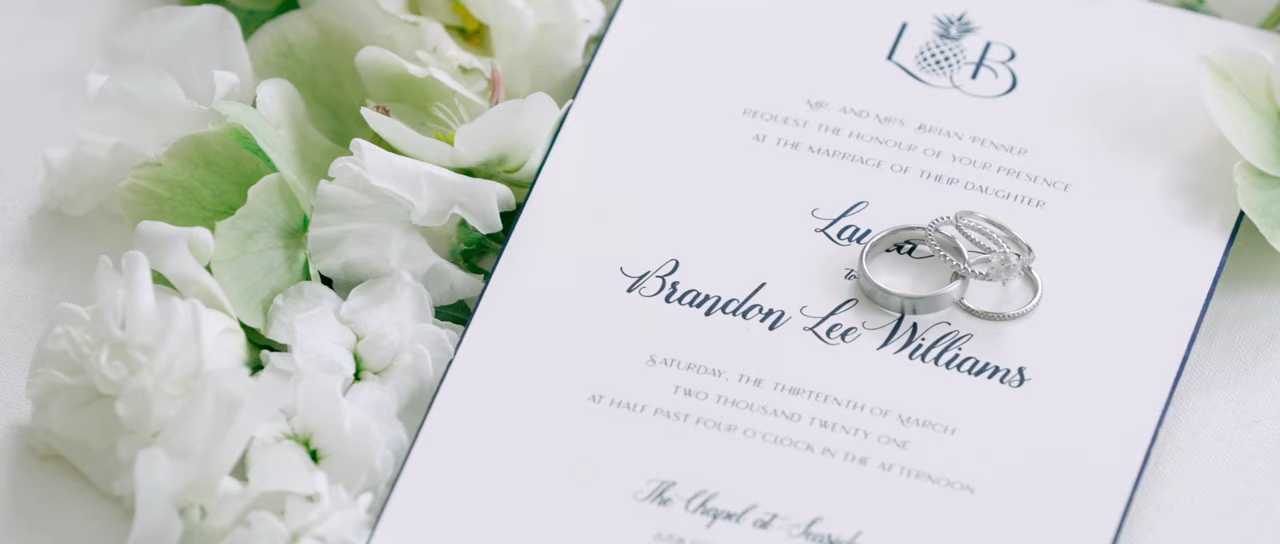 L B
Mr. and Mrs. Brian Penner
request the honour of your presence
at the marriage of their daughter
to
Brandon Lee Williams
Saturday, the thirteenth of March
two thousand twenty one
at half past four o'clock in the afternoon
The Chapel at